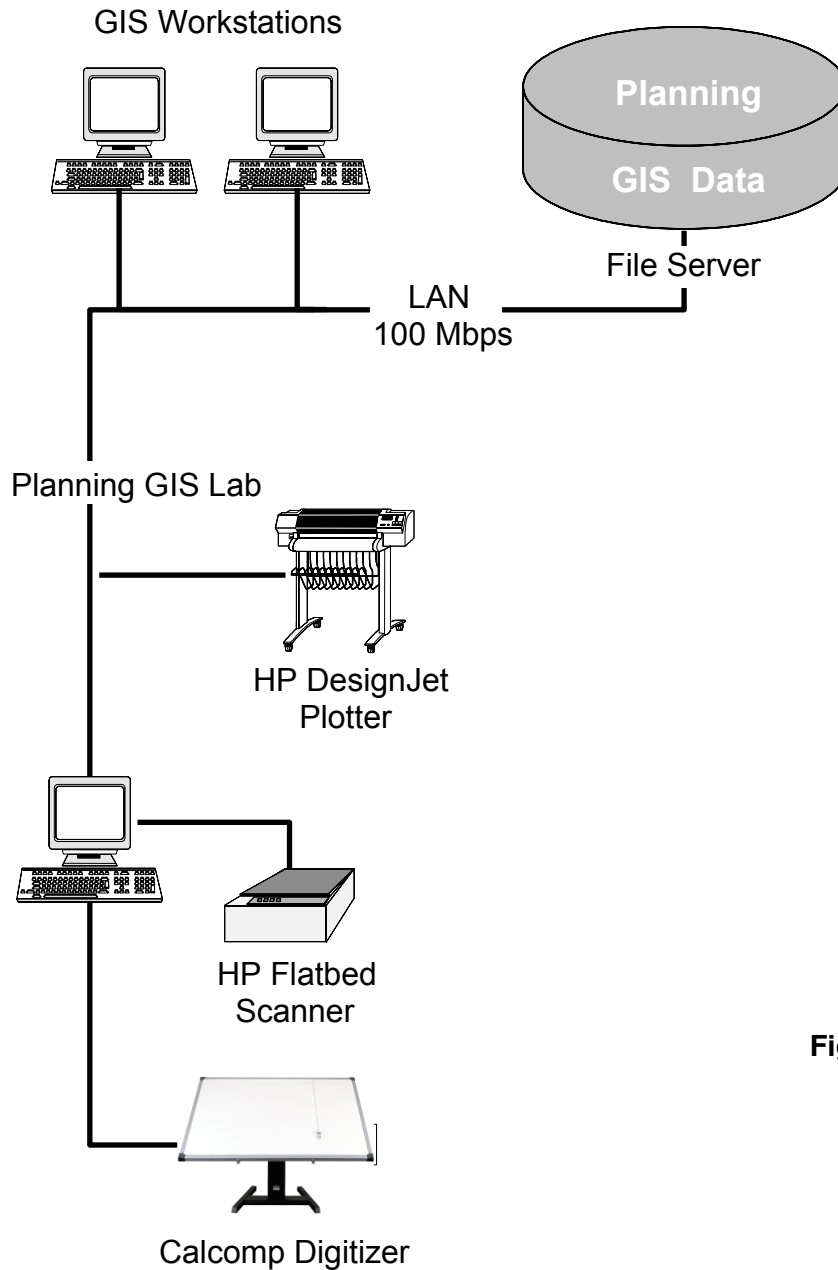 GIS Workstations
Planning
GIS Data
File Server
LAN
100 Mbps
Planning GIS Lab
HP DesignJet
Plotter
HP Flatbed
Scanner
Calcomp Digitizer